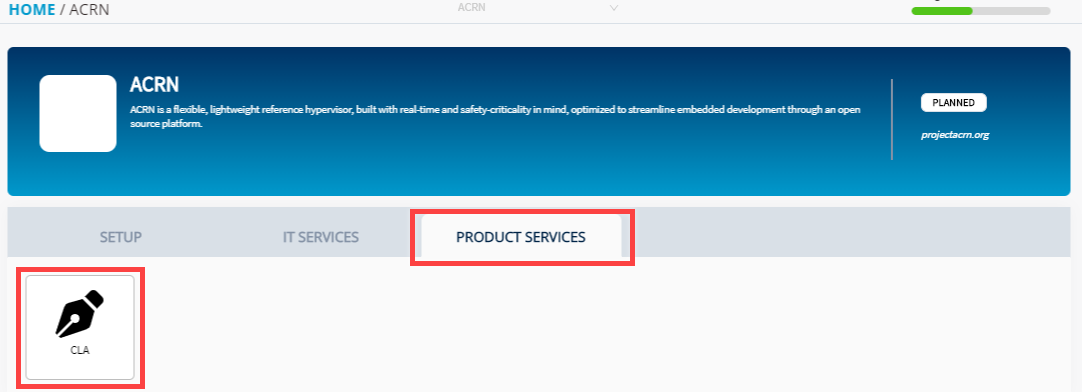 HOME / ACRN
ACRN
ACRN
ACRN is a flexible, lightweight reference hypervisor, built with real-time and safety-criticality in mind, optimized to streamline embedded development through an open
source platform.
PLANNED
projectacrn.org
SETUP
IT SERVICES
PRODUCT SERVICES
CLA